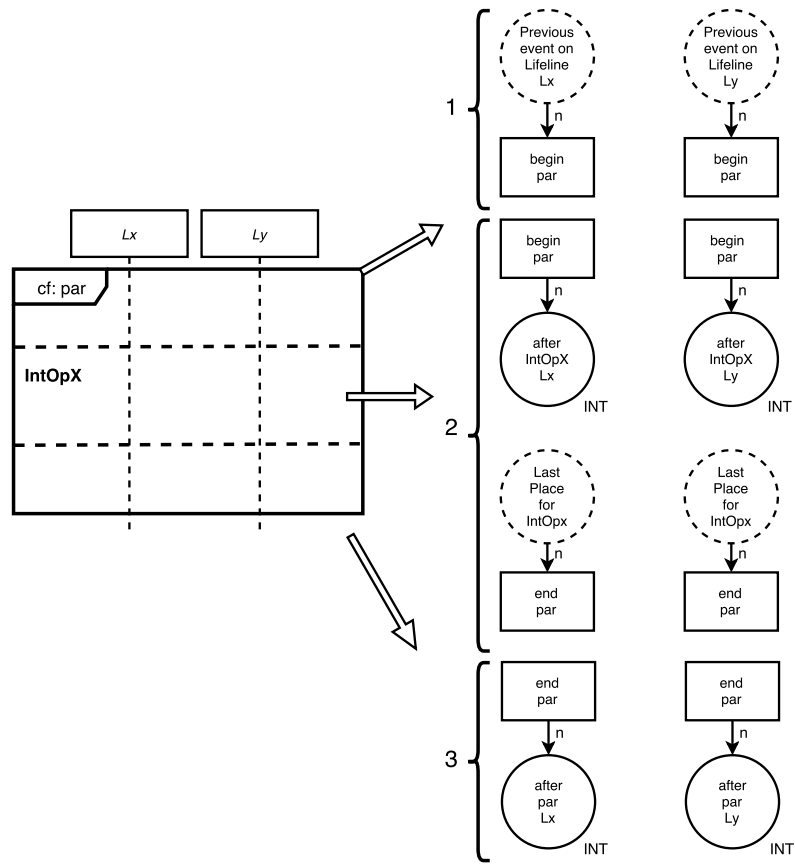 Lx
Ly
cf: par
IntOpX
1
Previous
event on
Lifeline
Lx
n
begin
par
Previous
event on
Lifeline
Ly
n
begin
par
2
begin
par
n
after
IntOpX
Lx
INT
begin
par
n
after
IntOpX
Ly
INT
Last
Place
for
IntOpx
n
end
par
Last
Place
for
IntOpx
n
end
par
3
end
par
n
after
par
Lx
INT
end
par
n
after
par
Ly
INT